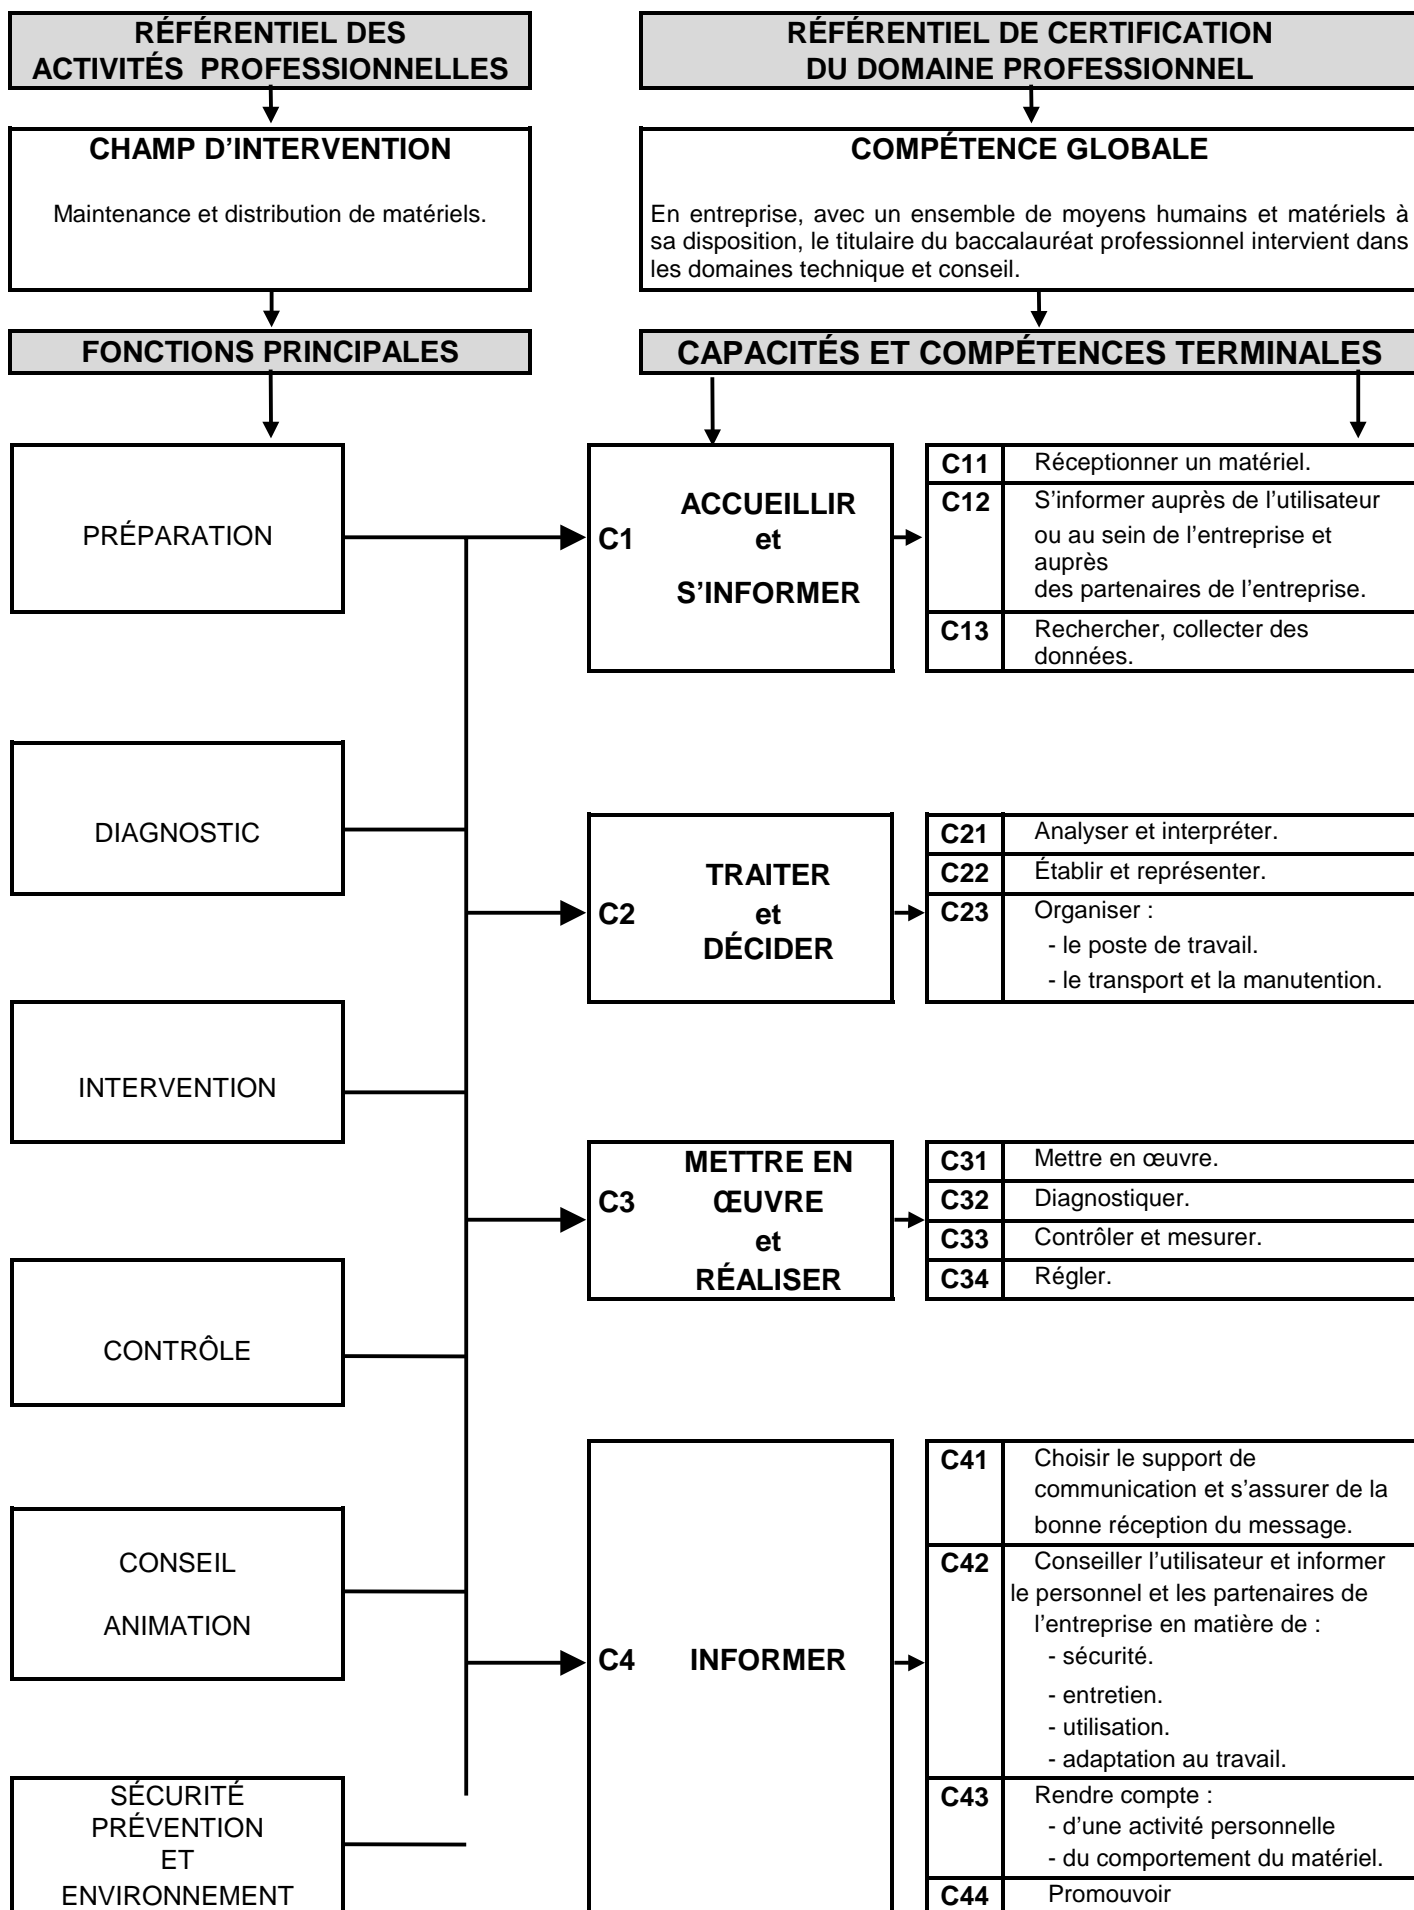 RÉFÉRENTIEL DES
ACTIVITÉS PROFESSIONNELLES
CHAMP D’INTERVENTION
Maintenance et distribution de matériels.
FONCTIONS PRINCIPALES
PRÉPARATION
DIAGNOSTIC
INTERVENTION
CONTRÔLE
CONSEIL
ANIMATION
SÉCURITÉ
PRÉVENTION
ET
ENVIRONNEMENT
RÉFÉRENTIEL DE CERTIFICATION
DU DOMAINE PROFESSIONNEL
COMPÉTENCE GLOBALE
En entreprise, avec un ensemble de moyens humains et matériels à
sa disposition, le titulaire du baccalauréat professionnel intervient dans
les domaines technique et conseil.
CAPACITÉS ET COMPÉTENCES TERMINALES
ACCUEILLIR
C1 et
S’INFORMER
C11 Réceptionner un matériel.
C12 S’informer auprès de l’utilisateur
ou au sein de l’entreprise et
auprès
des partenaires de l’entreprise.
C13 Rechercher, collecter des
données.
TRAITER
C2 et
DÉCIDER
C21 Analyser et interpréter.
C22 Établir et représenter.
C23 Organiser :
- le poste de travail.
- le transport et la manutention.
METTRE EN
C3 ŒUVRE
et
RÉALISER
C31 Mettre en œuvre.
C32 Diagnostiquer.
C33 Contrôler et mesurer.
C34 Régler.
C4 INFORMER
C41 Choisir le support de
communication et s’assurer de la
bonne réception du message.
C42 Conseiller l’utilisateur et informer
le personnel et les partenaires de
l’entreprise en matière de :
- sécurité.
- entretien.
- utilisation.
- adaptation au travail.
C43 Rendre compte :
- d’une activité personnelle
- du comportement du matériel.
C44 Promouvoir